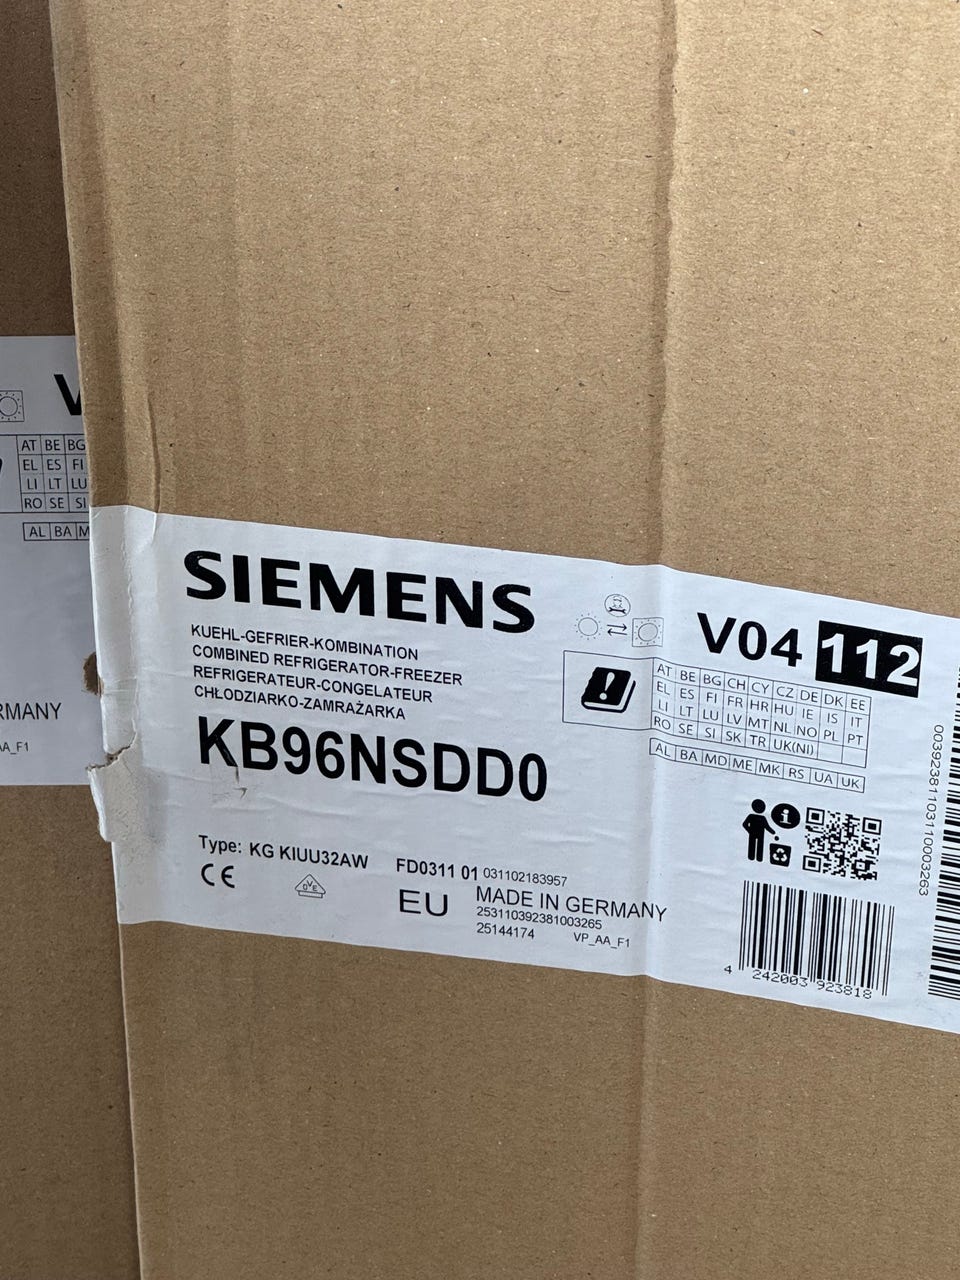 V
AT BE BG
EL ES FI
LI LT LU
RO SE SI
AL BA M
RMANY
AA_F1
SIEMENS
KUEHL-GEFRIER-KOMBINATION
COMBINED REFRIGERATOR-FREEZER
REFRIGERATEUR-CONGELATEUR
CHŁODZIARKO-ZAMRAŻARKA
KB96NSDD0
V04 112
AT BE BG CH CY CZ DE DK EE
EL ES FI FR HR HU IE IS IT
LI LT LU LV MT NL NO PL PT
RO SE SI SK TR UK(NI)
AL BA MD ME MK RS UA UK
Type: KG KIUU32AW
FD0311 01 031102183957
CE
OVE
EU
MADE IN GERMANY
253110392381003265
25144174 VP_AA_F1
4 242003 923818
00392381103110003263